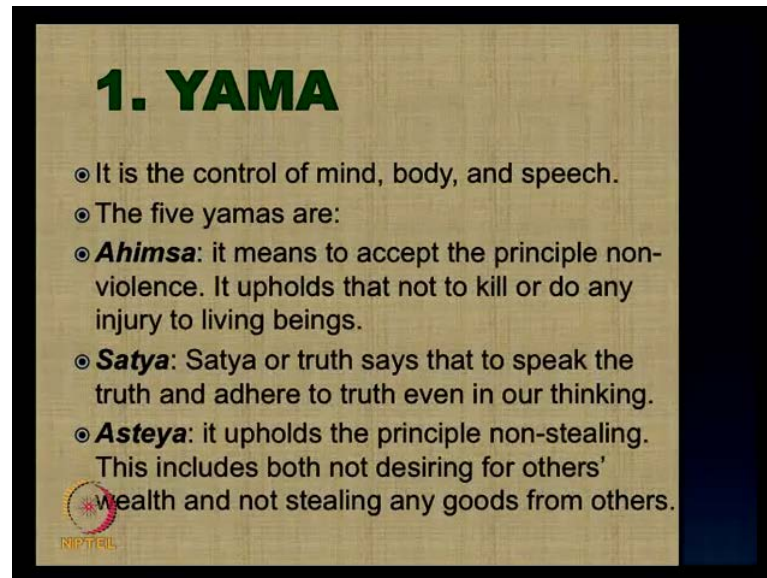 1. YAMA
It is the control of mind, body, and speech.
The five yamas are:
Ahimsa: it means to accept the principle non-
violence. It upholds that not to kill or do any
injury to living beings.
Satya: Satya or truth says that to speak the
truth and adhere to truth even in our thinking.
Asteya: it upholds the principle non-stealing.
This includes both not desiring for others’
wealth and not stealing any goods from others.
NPTEL